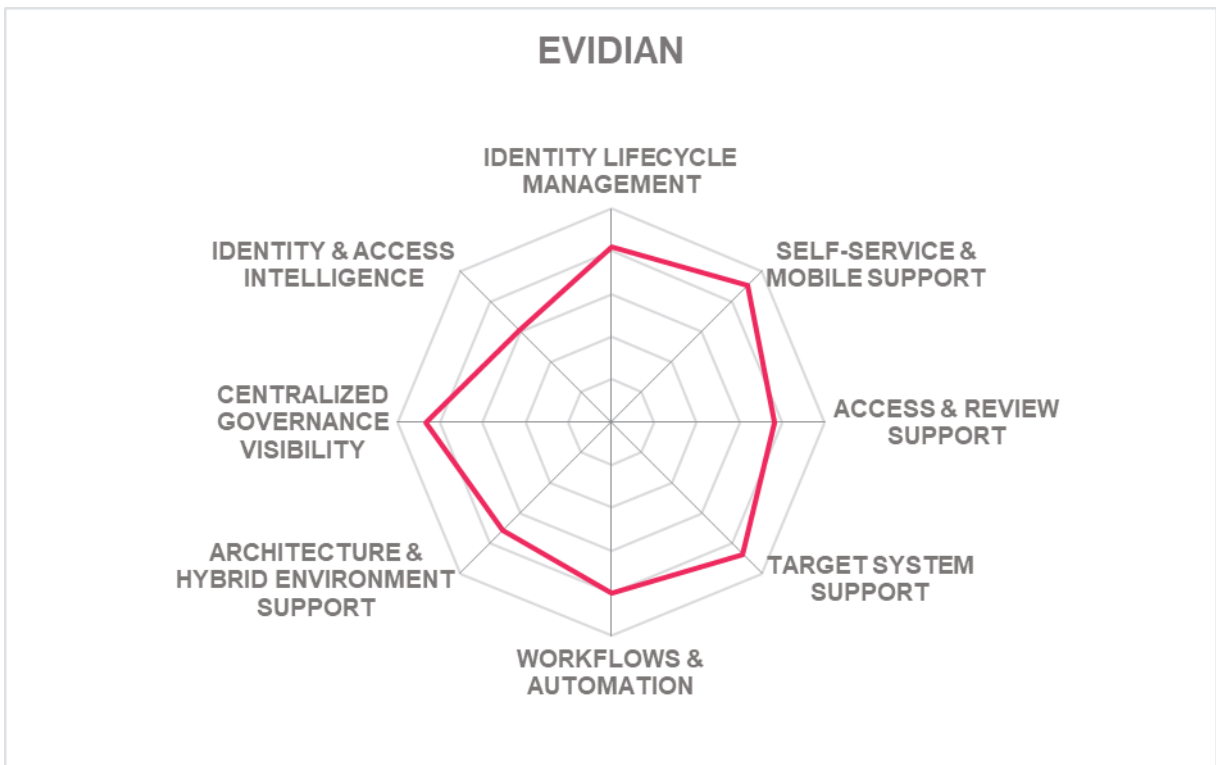 EVIDIAN
IDENTITY LIFECYCLE
MANAGEMENT
SELF-SERVICE &
MOBILE SUPPORT
ACCESS & REVIEW
SUPPORT
TARGET SYSTEM
SUPPORT
WORKFLOWS &
AUTOMATION
ARCHITECTURE &
HYBRID ENVIRONMENT
SUPPORT
CENTRALIZED
GOVERNANCE
VISIBILITY
IDENTITY & ACCESS
INTELLIGENCE